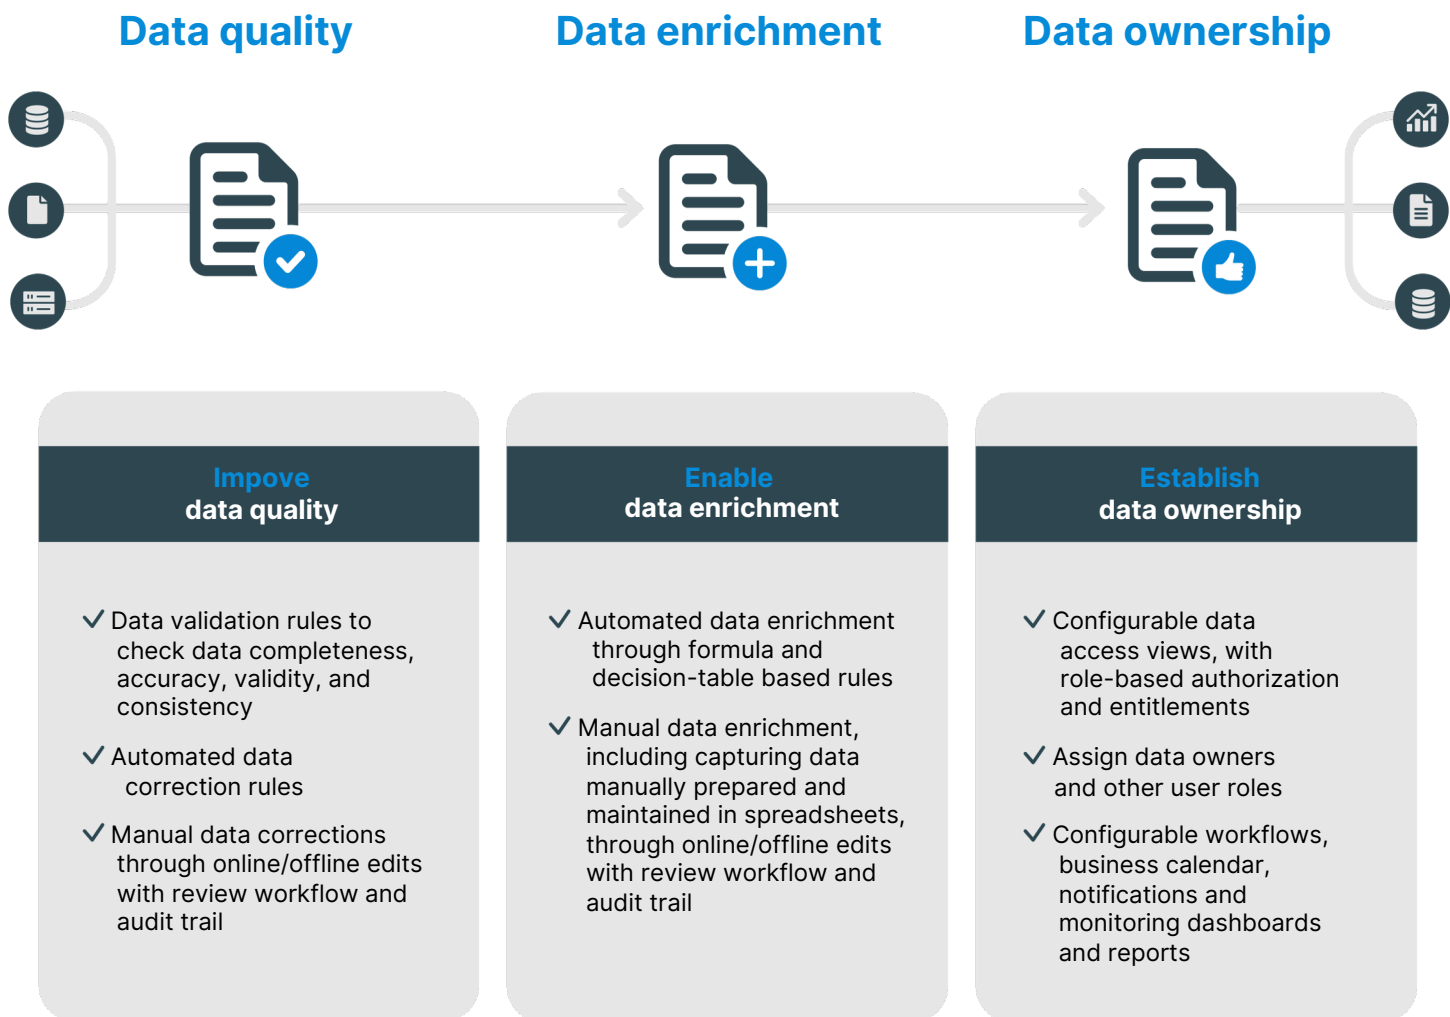 Data quality
Data enrichment
Data ownership
Impove
data quality
Data validation rules to
check data completeness,
accuracy, validity, and
consistency
Automated data
correction rules
Manual data corrections
through online/offline edits
with review workflow and
audit trail
Enable
data enrichment
Automated data enrichment
through formula and
decision-table based rules
Manual data enrichment,
including capturing data
manually prepared and
maintained in spreadsheets,
through online/offline edits
with review workflow and
audit trail
Establish
data ownership
Configurable data
access views, with
role-based authorization
and entitlements
Assign data owners
and other user roles
Configurable workflows,
business calendar,
notifications and
monitoring dashboards
and reports